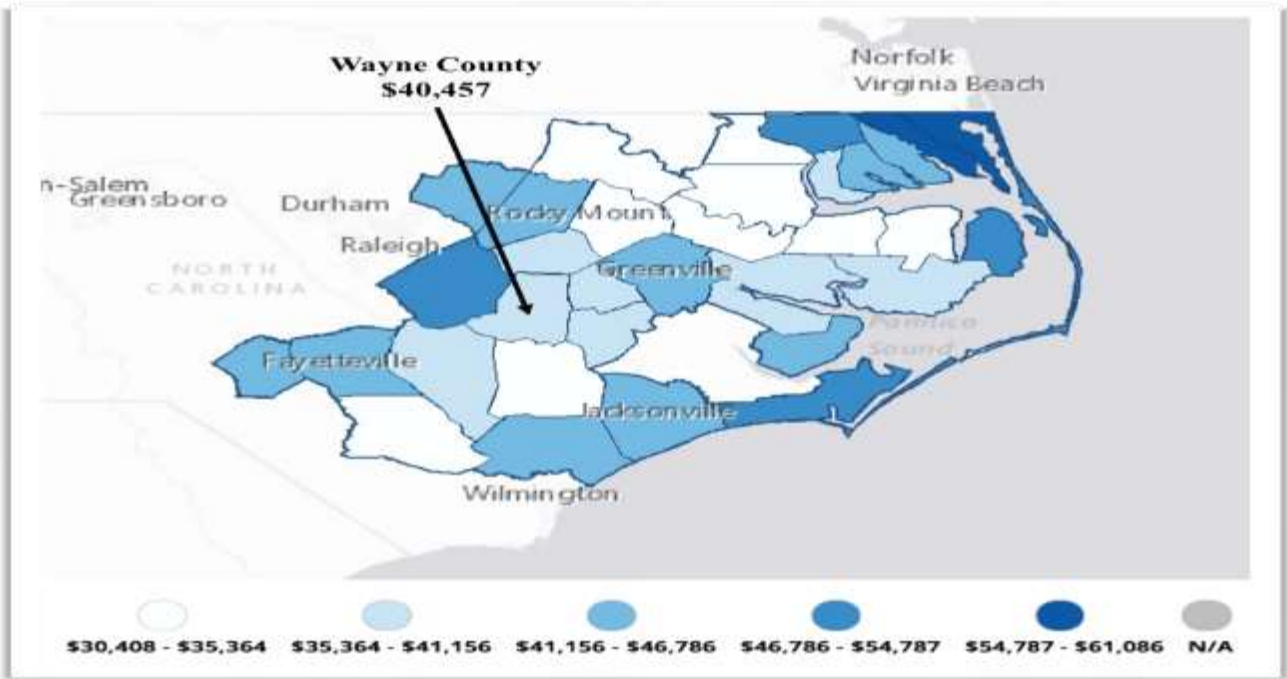 Wayne County
$40,457
Norfolk
Virginia Beach
n-Salem
Greensboro
Durham
Rocky Mount
Raleigh
NORTH
CAROLINA
Greenville
Pamlico
Sound
Fayetteville
Jacksonville
Wilmington
$30,408 - $35,364
$35,364 - $41,156
$41,156 - $46,786
$46,786 - $54,787
$54,787 - $61,086
N/A